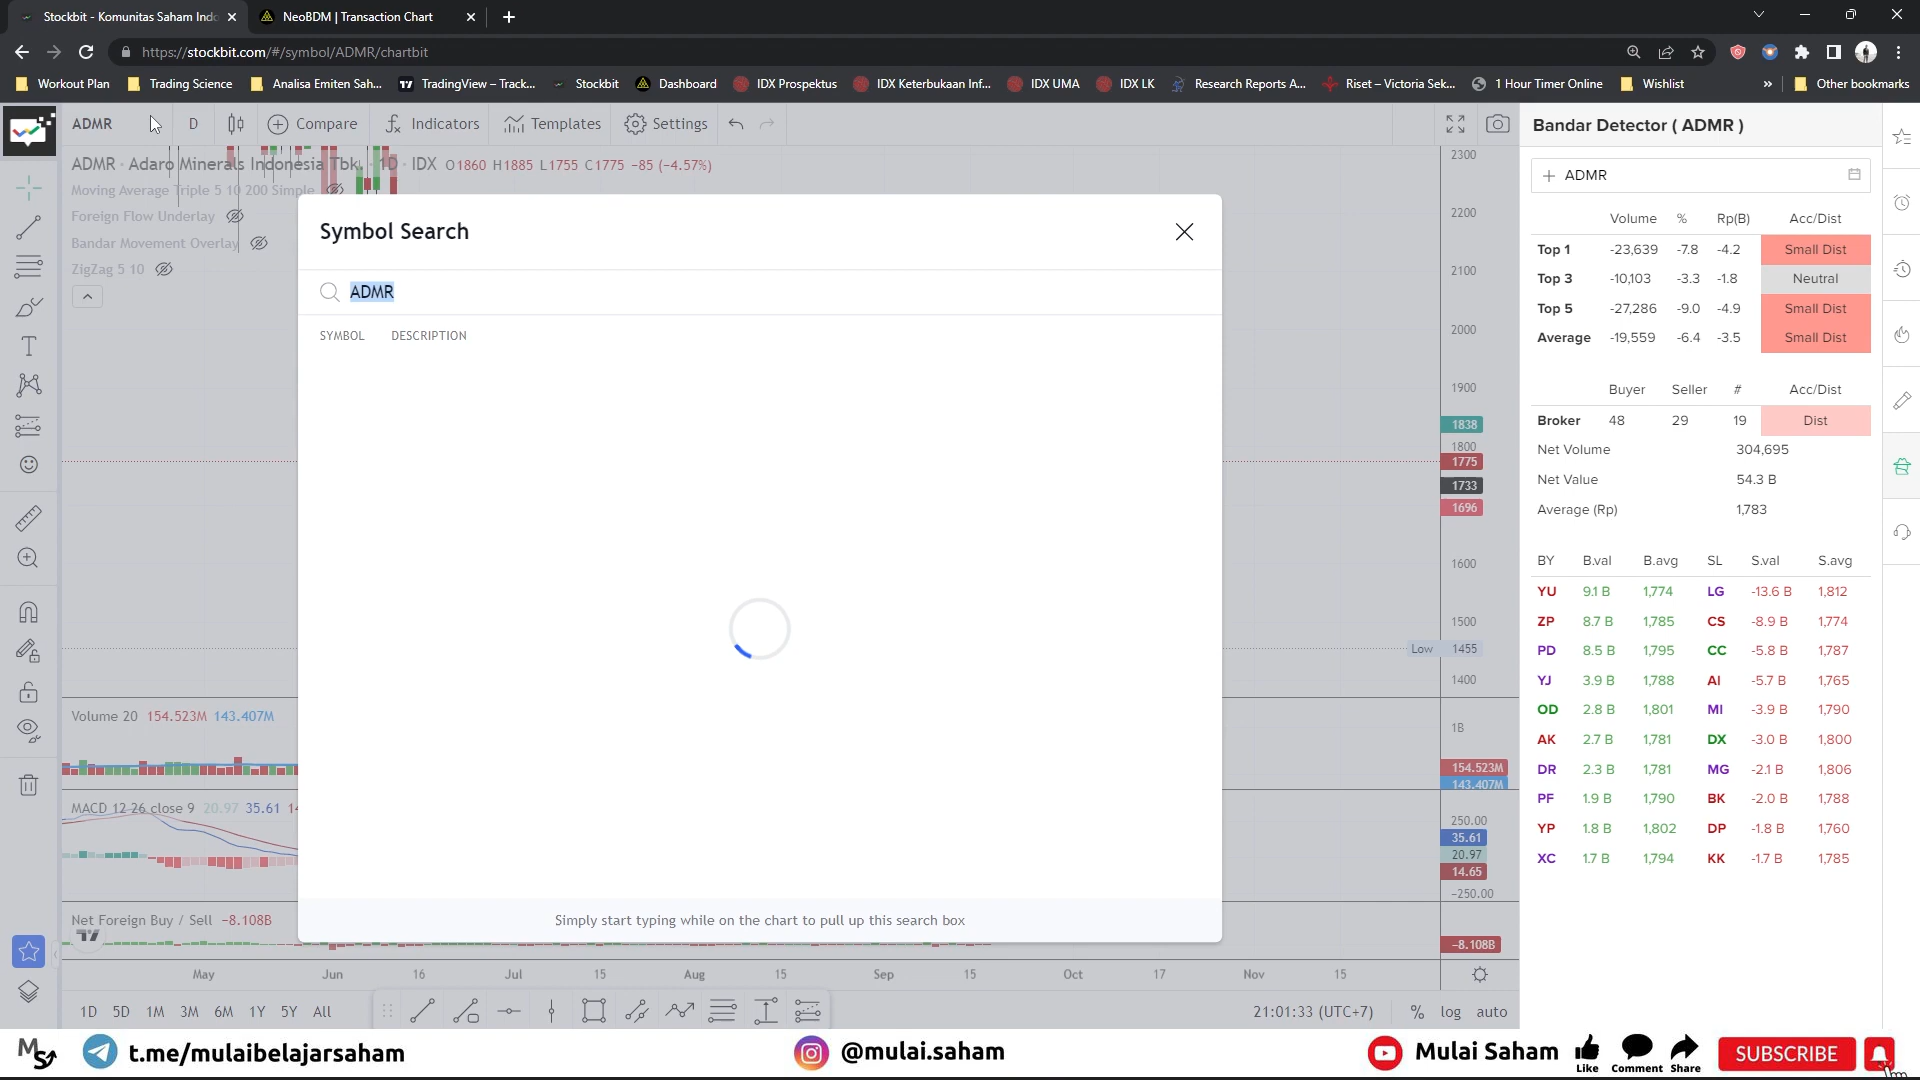 Stockbit - Komunitas Saham Indo
NeoBDM | Transaction Chart
https://stockbit.com/#/symbol/ADMR/chartbit
Workout Plan
Trading Science
Analisa Emiten Sah...
TradingView – Track...
Stockbit
Dashboard
IDX Prospektus
IDX Keterbukaan Inf...
IDX UMA
IDX LK
Research Reports A...
Riset – Victoria Sek...
1 Hour Timer Online
Wishlist
»
Other bookmarks
ADMR
D
Compare
Indicators
Templates
Settings
ADMR · Adaro Minerals Indonesia Tbk. · 1D · IDX O1860 H1885 L1755 C1775 -85 (-4.57%)
Moving Average Triple 5 10 200 Simple
Foreign Flow Underlay
Bandar Movement Overlay
ZigZag 5 10
Symbol Search
ADMR
SYMBOL DESCRIPTION
Simply start typing while on the chart to pull up this search box
2300
2200
2100
2000
1900
1838
1800
1775
1733
1696
1600
1500
Low 1455
1400
Volume 20 154.523M 143.407M
1B
154.523M
143.407M
MACD 12 26 close 9 20.97 35.61
250.00
35.61
20.97
14.65
-250.00
Net Foreign Buy / Sell -8.108B
-8.108B
May Jun 16 Jul 15 Aug 15 Sep 15 Oct 17 Nov 15
1D 5D 1M 3M 6M 1Y 5Y All
21:01:33 (UTC+7)
% log auto
Bandar Detector ( ADMR )
ADMR
Volume % Rp(B) Acc/Dist
Top 1 -23,639 -7.8 -4.2 Small Dist
Top 3 -10,103 -3.3 -1.8 Neutral
Top 5 -27,286 -9.0 -4.9 Small Dist
Average -19,559 -6.4 -3.5 Small Dist
Buyer Seller # Acc/Dist
Broker 48 29 19 Dist
Net Volume 304,695
Net Value 54.3 B
Average (Rp) 1,783
BY B.val B.avg SL S.val S.avg
YU 9.1 B 1,774 LG -13.6 B 1,812
ZP 8.7 B 1,785 CS -8.9 B 1,774
PD 8.5 B 1,795 CC -5.8 B 1,787
YJ 3.9 B 1,788 AI -5.7 B 1,765
OD 2.8 B 1,801 MI -3.9 B 1,790
AK 2.7 B 1,781 DX -3.0 B 1,800
DR 2.3 B 1,781 MG -2.1 B 1,806
PF 1.9 B 1,790 BK -2.0 B 1,788
YP 1.8 B 1,802 DP -1.8 B 1,760
XC 1.7 B 1,794 KK -1.7 B 1,785
t.me/mulaibelajarsaham
@mulai.saham
Mulai Saham
Like
Comment
Share
SUBSCRIBE